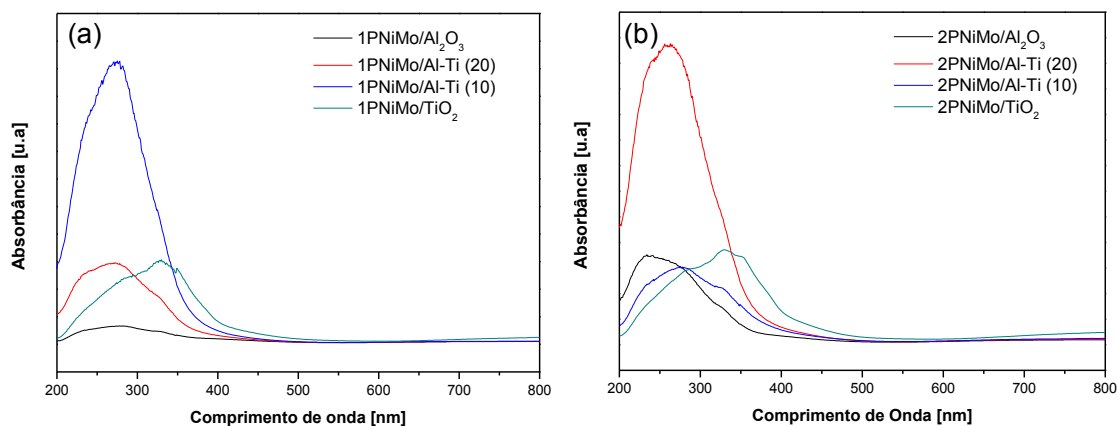 (a)
1PNiMo/Al₂O₃
1PNiMo/Al-Ti (20)
1PNiMo/Al-Ti (10)
1PNiMo/TiO₂
Absorbância [u.a]
200 300 400 500 600 700 800
Comprimento de onda [nm]
(b)
2PNiMo/Al₂O₃
2PNiMo/Al-Ti (20)
2PNiMo/Al-Ti (10)
2PNiMo/TiO₂
Absorbância [u.a]
200 300 400 500 600 700 800
Comprimento de Onda [nm]